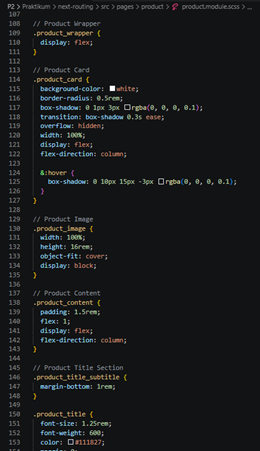 P2 > Praktikum > next-routing > src > pages > product > product.module.scss > ...
107
108 // Product Wrapper
109 .product_wrapper {
110 display: flex;
111 }
112
113 // Product Card
114 .product_card {
115 background-color: white;
116 border-radius: 0.5rem;
117 box-shadow: 0 1px 3px rgba(0, 0, 0, 0.1);
118 transition: box-shadow 0.3s ease;
119 overflow: hidden;
120 width: 100%;
121 display: flex;
122 flex-direction: column;
123
124 &:hover {
125 box-shadow: 0 10px 15px -3px rgba(0, 0, 0, 0.1);
126 }
127 }
128
129 // Product Image
130 .product_image {
131 width: 100%;
132 height: 16rem;
133 object-fit: cover;
134 display: block;
135 }
136
137 // Product Content
138 .product_content {
139 padding: 1.5rem;
140 flex: 1;
141 display: flex;
142 flex-direction: column;
143 }
144
145 // Product Title Section
146 .product_title_subtitle {
147 margin-bottom: 1rem;
148 }
149
150 .product_title {
151 font-size: 1.25rem;
152 font-weight: 600;
153 color: #111827;